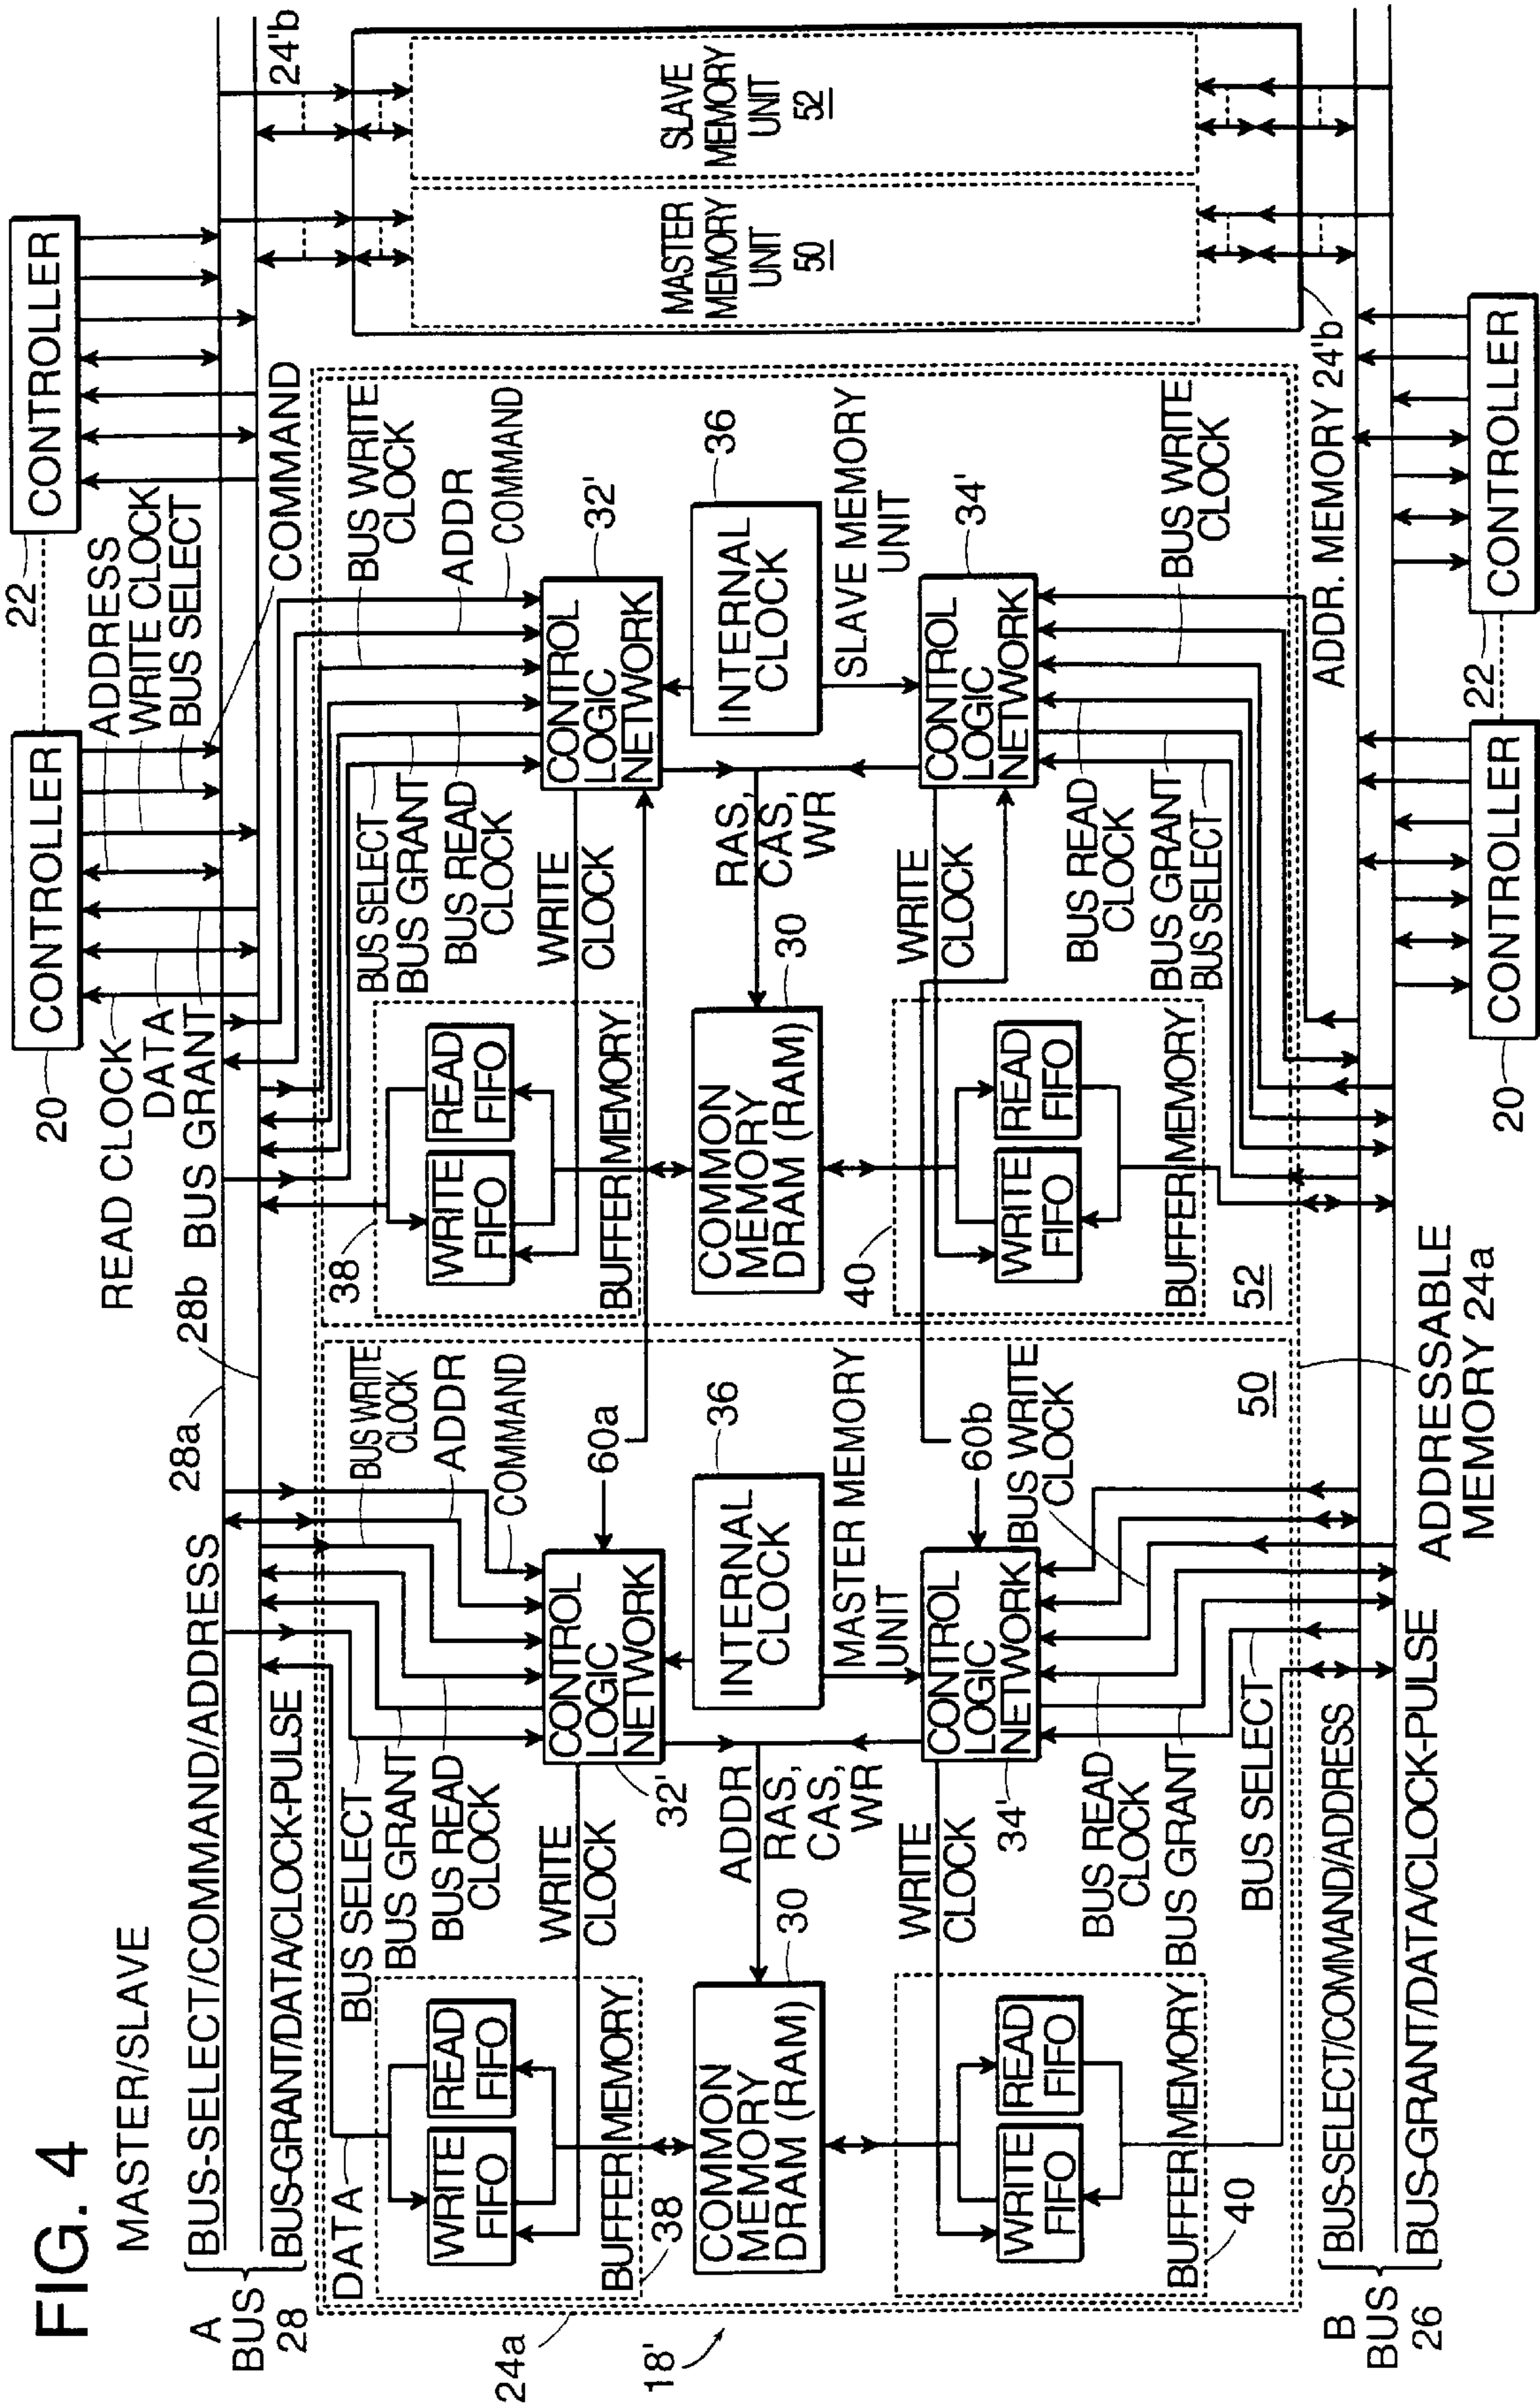 FIG. 4
MASTER/SLAVE
20
CONTROLLER
22
CONTROLLER
READ CLOCK
DATA
BUS GRANT
ADDRESS
WRITE CLOCK
BUS SELECT
COMMAND
A
BUS
28
BUS-SELECT/COMMAND/ADDRESS
BUS-GRANT/DATA/CLOCK-PULSE
28a
28b
24'b
24a
18'
DATA
BUS SELECT
BUS GRANT
BUS READ
CLOCK
BUS WRITE
CLOCK
ADDR
COMMAND
WRITE
FIFO
READ
FIFO
BUFFER MEMORY
38
WRITE
CLOCK
CONTROL
LOGIC
NETWORK
32'
60a
COMMON
MEMORY
DRAM (RAM)
30
ADDR
RAS,
CAS,
WR
INTERNAL
CLOCK
36
MASTER MEMORY
UNIT
WRITE
CLOCK
CONTROL
LOGIC
NETWORK
34'
60b
BUS WRITE
CLOCK
WRITE
FIFO
READ
FIFO
BUFFER MEMORY
40
BUS READ
CLOCK
BUS GRANT
BUS SELECT
50
38
WRITE
FIFO
READ
FIFO
BUFFER MEMORY
BUS SELECT
BUS GRANT
BUS READ
CLOCK
BUS WRITE
CLOCK
ADDR
COMMAND
WRITE
CLOCK
CONTROL
LOGIC
NETWORK
32'
COMMON
MEMORY
DRAM (RAM)
30
RAS,
CAS,
WR
INTERNAL
CLOCK
36
SLAVE MEMORY
UNIT
40
WRITE
CLOCK
CONTROL
LOGIC
NETWORK
34'
WRITE
FIFO
READ
FIFO
BUFFER MEMORY
BUS READ
CLOCK
BUS GRANT
BUS SELECT
BUS WRITE
CLOCK
52
MASTER
MEMORY
UNIT
50
SLAVE
MEMORY
UNIT
52
ADDR. MEMORY 24'b
B
BUS
26
BUS-SELECT/COMMAND/ADDRESS
BUS-GRANT/DATA/CLOCK-PULSE
ADDRESSABLE
MEMORY 24a
20
CONTROLLER
22
CONTROLLER